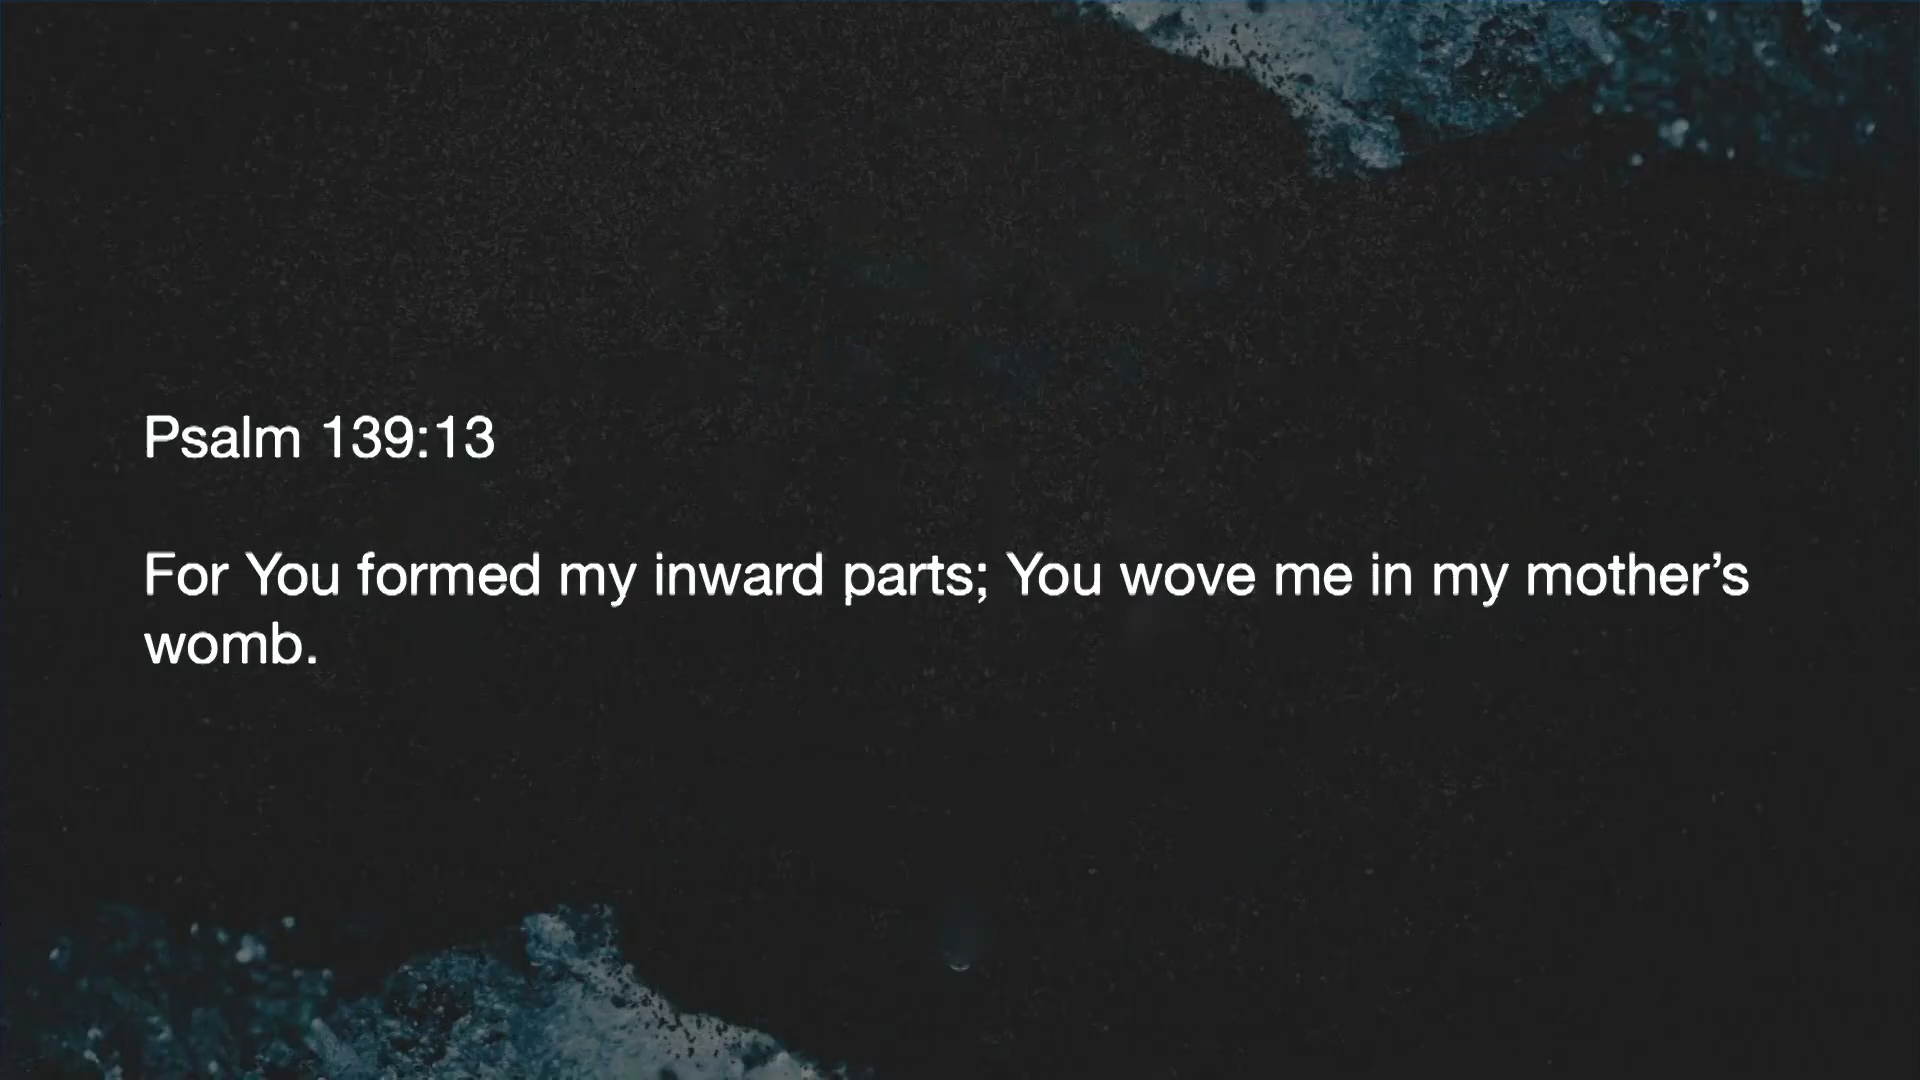 Psalm 139:13
For You formed my inward parts; You wove me in my mother’s
womb.